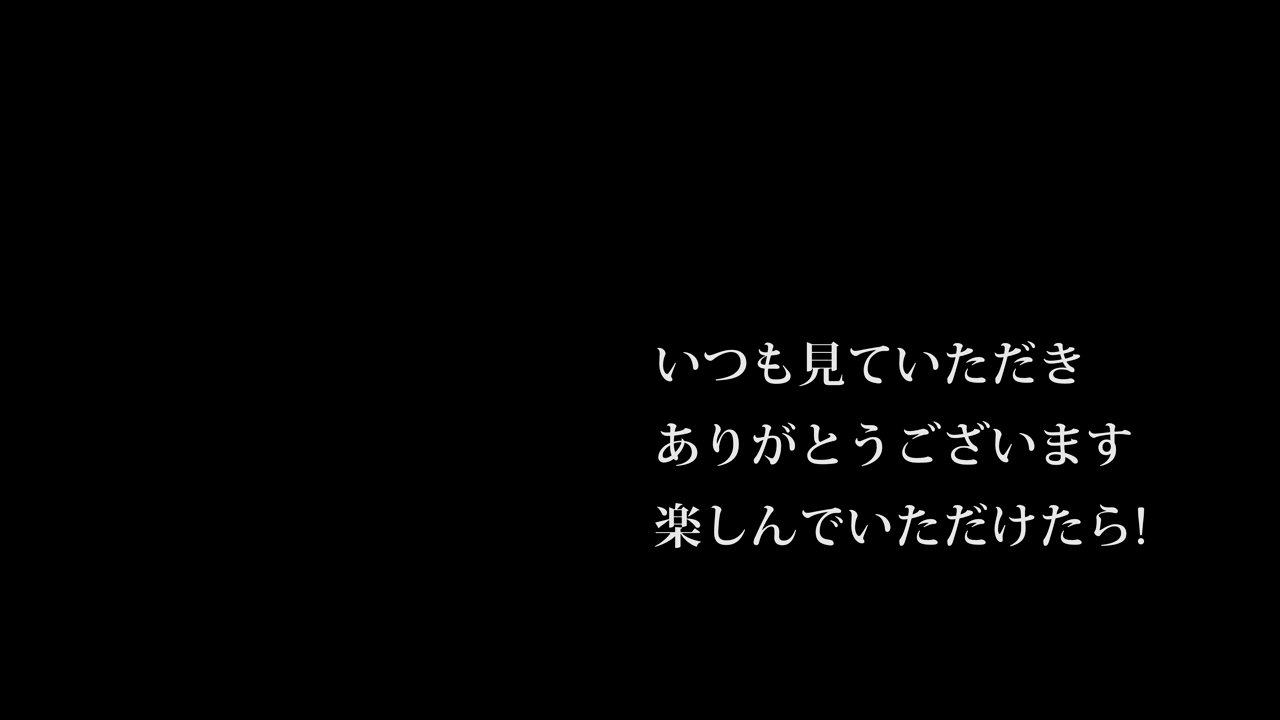 いつも見ていただき
ありがとうございます
楽しんでいただけたら!